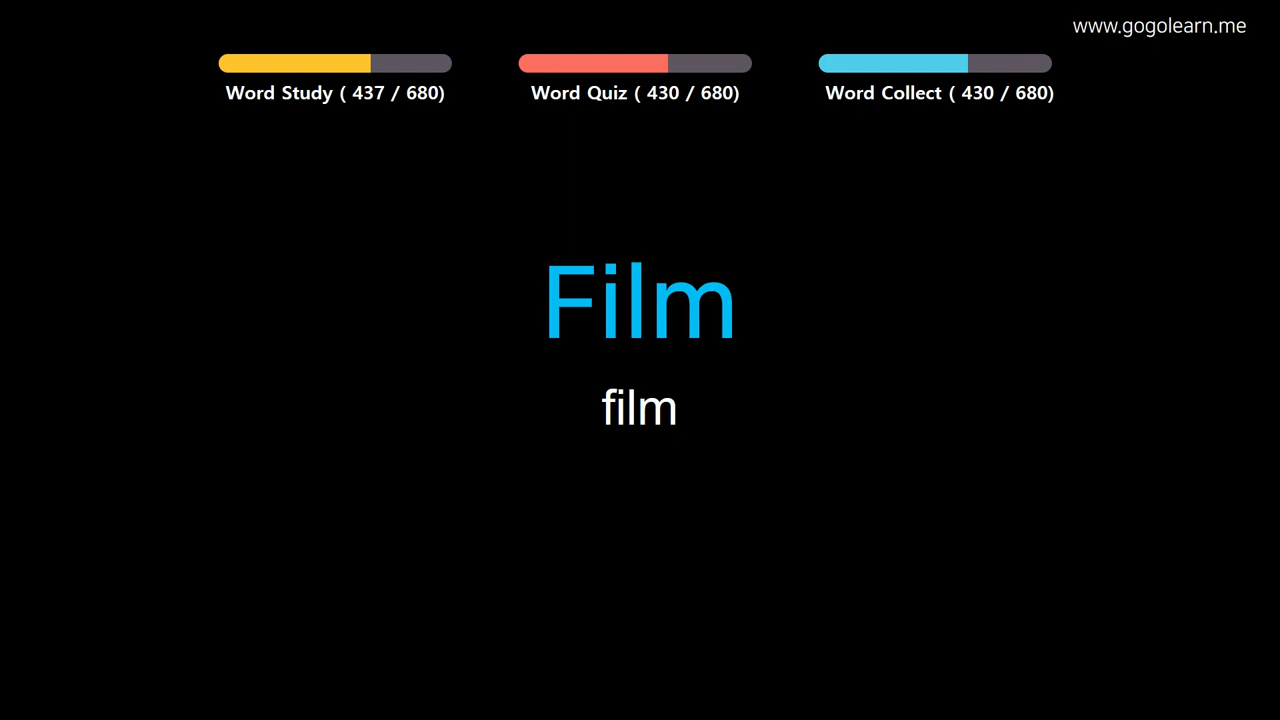 www.gogolearn.me
Word Study ( 437 / 680)
Word Quiz ( 430 / 680)
Word Collect ( 430 / 680)
Film
film